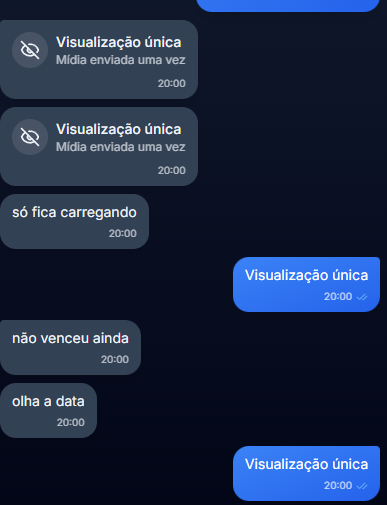 Visualização única
Mídia enviada uma vez
20:00
Visualização única
Mídia enviada uma vez
20:00
só fica carregando
20:00
Visualização única
20:00
não venceu ainda
20:00
olha a data
20:00
Visualização única
20:00